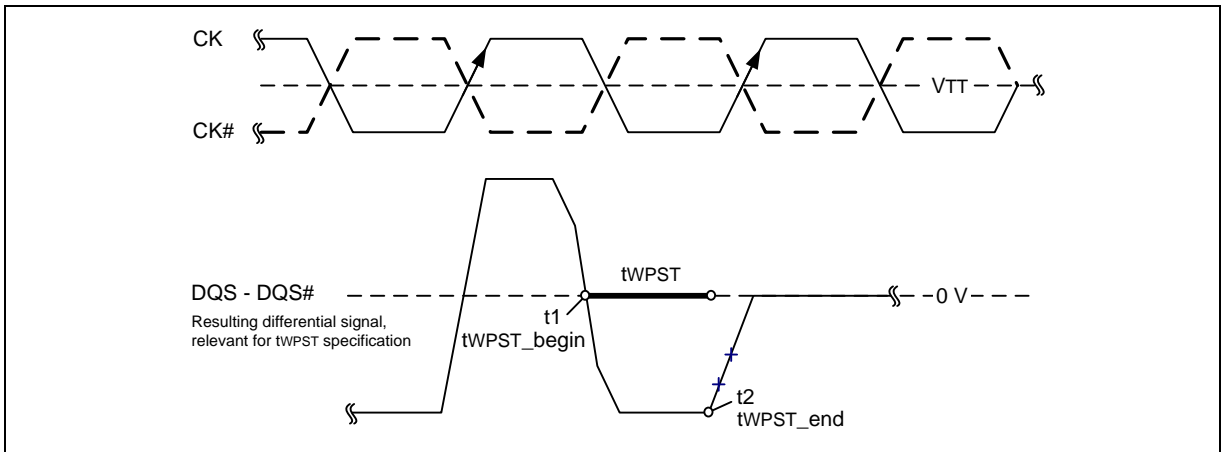 CK
VTT
CK#
tWPST
DQS - DQS#
0 V
Resulting differential signal,
relevant for tWPST specification
t1
tWPST_begin
t2
tWPST_end